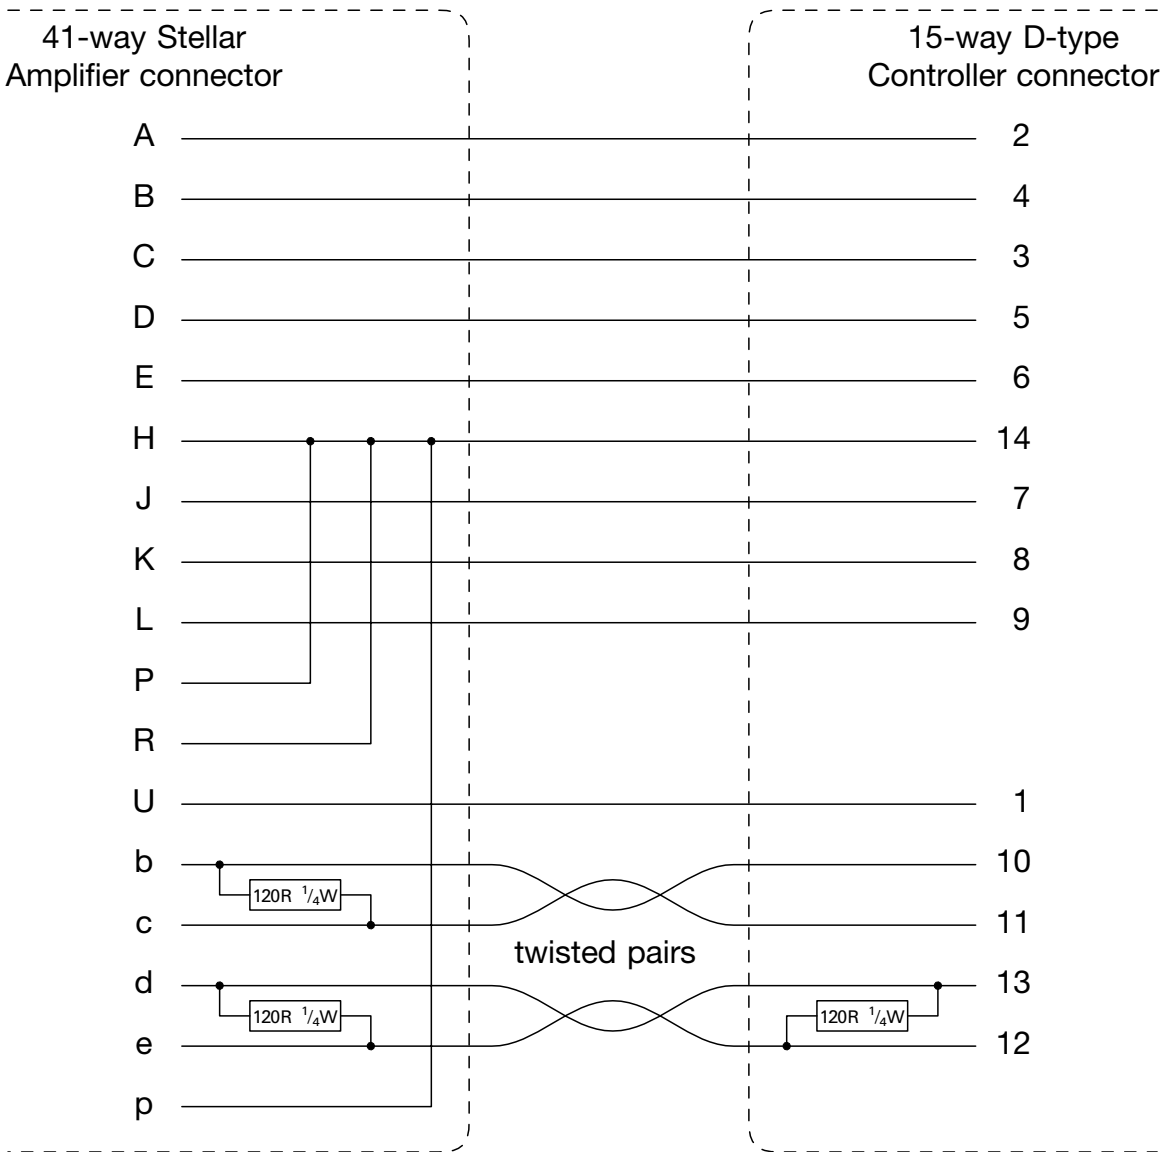 41-way Stellar
Amplifier connector
15-way D-type
Controller connector
A 2
B 4
C 3
D 5
E 6
H 14
J 7
K 8
L 9
P
R
U 1
b 10
120R 1/4W
c 11
twisted pairs
d 13
120R 1/4W 120R 1/4W
e 12
p